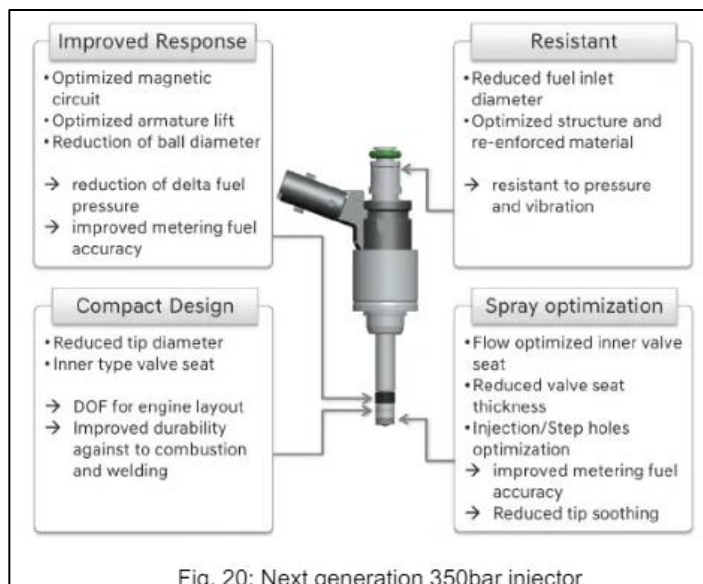 Improved Response
•Optimized magnetic
circuit
•Optimized armature lift
•Reduction of ball diameter
→ reduction of delta fuel
pressure
→ improved metering fuel
accuracy
Resistant
•Reduced fuel inlet
diameter
•Optimized structure and
re-enforced material
→ resistant to pressure
and vibration
Compact Design
•Reduced tip diameter
•Inner type valve seat
→ DOF for engine layout
→ Improved durability
against to combustion
and welding
Spray optimization
•Flow optimized inner valve
seat
•Reduced valve seat
thickness
•Injection/Step holes
optimization
→ improved metering fuel
accuracy
→ Reduced tip soothing
Fig. 20: Next generation 350bar injector